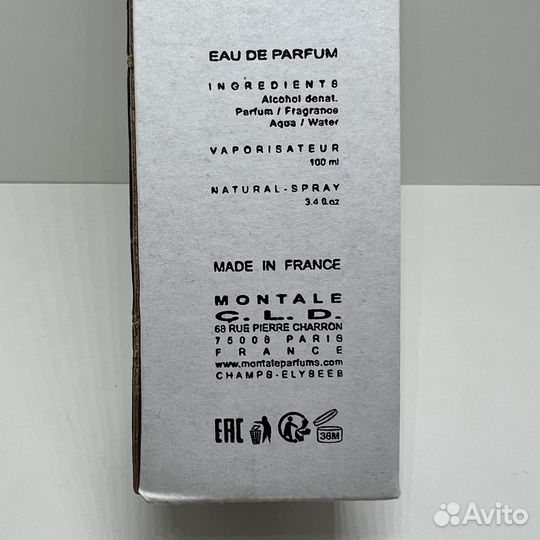 EAU DE PARFUM
INGREDIENTS
Alcohol denat.
Parfum / Fragrance
Aqua / Water
VAPORISATEUR
100 ml
NATURAL-SPRAY
3.4 fl.oz
MADE IN FRANCE
MONTALE
C.L.D.
68 RUE PIERRE CHARRON
75008 PARIS
FRANCE
www.montaleparfums.com
CHAMPS-ELYSEES
EAC
36M
Avito